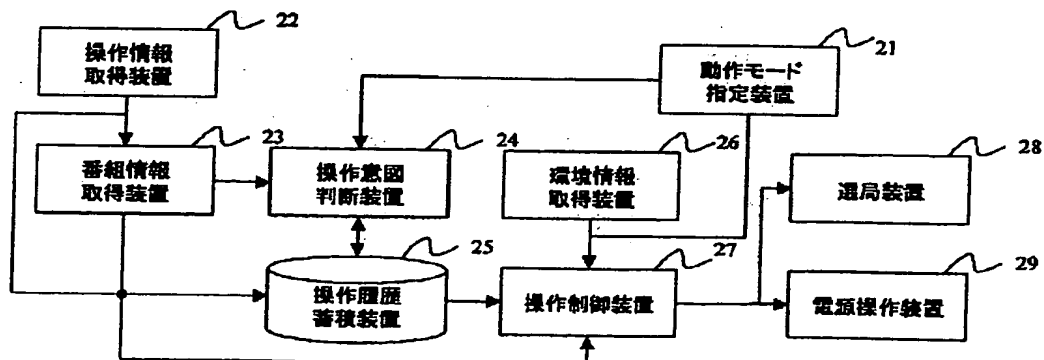 22
操作情報
取得装置
21
動作モード
指定装置
23
番組情報
取得装置
24
操作意図
判断装置
26
環境情報
取得装置
28
選局装置
25
操作履歴
蓄積装置
27
操作制御装置
29
電源操作装置